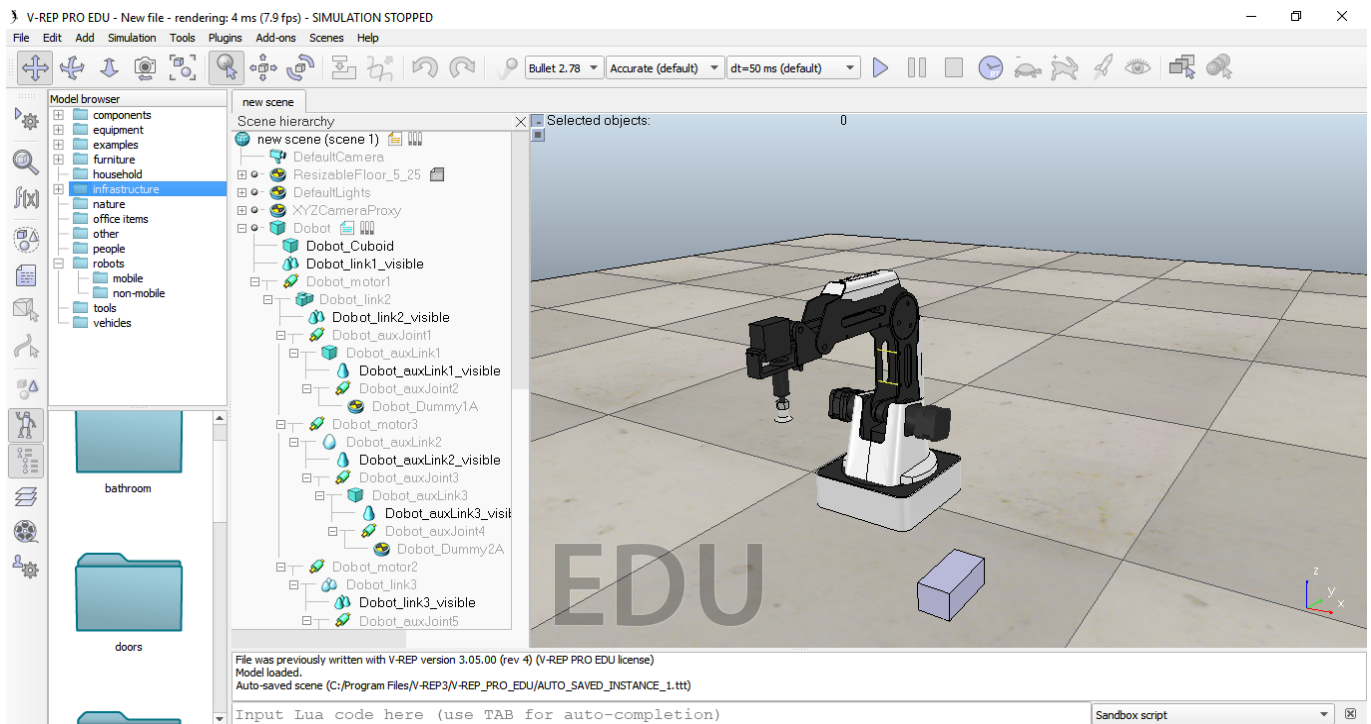 V-REP PRO EDU - New file - rendering: 4 ms (7.9 fps) - SIMULATION STOPPED
File Edit Add Simulation Tools Plugins Add-ons Scenes Help
Bullet 2.78 Accurate (default) dt=50 ms (default)
Model browser
components
equipment
examples
furniture
household
infrastructure
nature
office items
other
people
robots
mobile
non-mobile
tools
vehicles
bathroom
doors
new scene
Scene hierarchy
new scene (scene 1)
DefaultCamera
ResizableFloor_5_25
DefaultLights
XYZCameraProxy
Dobot
Dobot_Cuboid
Dobot_link1_visible
Dobot_motor1
Dobot_link2
Dobot_link2_visible
Dobot_auxJoint1
Dobot_auxLink1
Dobot_auxLink1_visible
Dobot_auxJoint2
Dobot_Dummy1A
Dobot_motor3
Dobot_auxLink2
Dobot_auxLink2_visible
Dobot_auxJoint3
Dobot_auxLink3
Dobot_auxLink3_visil
Dobot_auxJoint4
Dobot_Dummy2A
Dobot_motor2
Dobot_link3
Dobot_link3_visible
Dobot_auxJoint5
Selected objects: 0
EDU
z
y
x
File was previously written with V-REP version 3.05.00 (rev 4) (V-REP PRO EDU license)
Model loaded.
Auto-saved scene (C:/Program Files/V-REP3/V-REP_PRO_EDU/AUTO_SAVED_INSTANCE_1.ttt)
Input Lua code here (use TAB for auto-completion)
Sandbox script